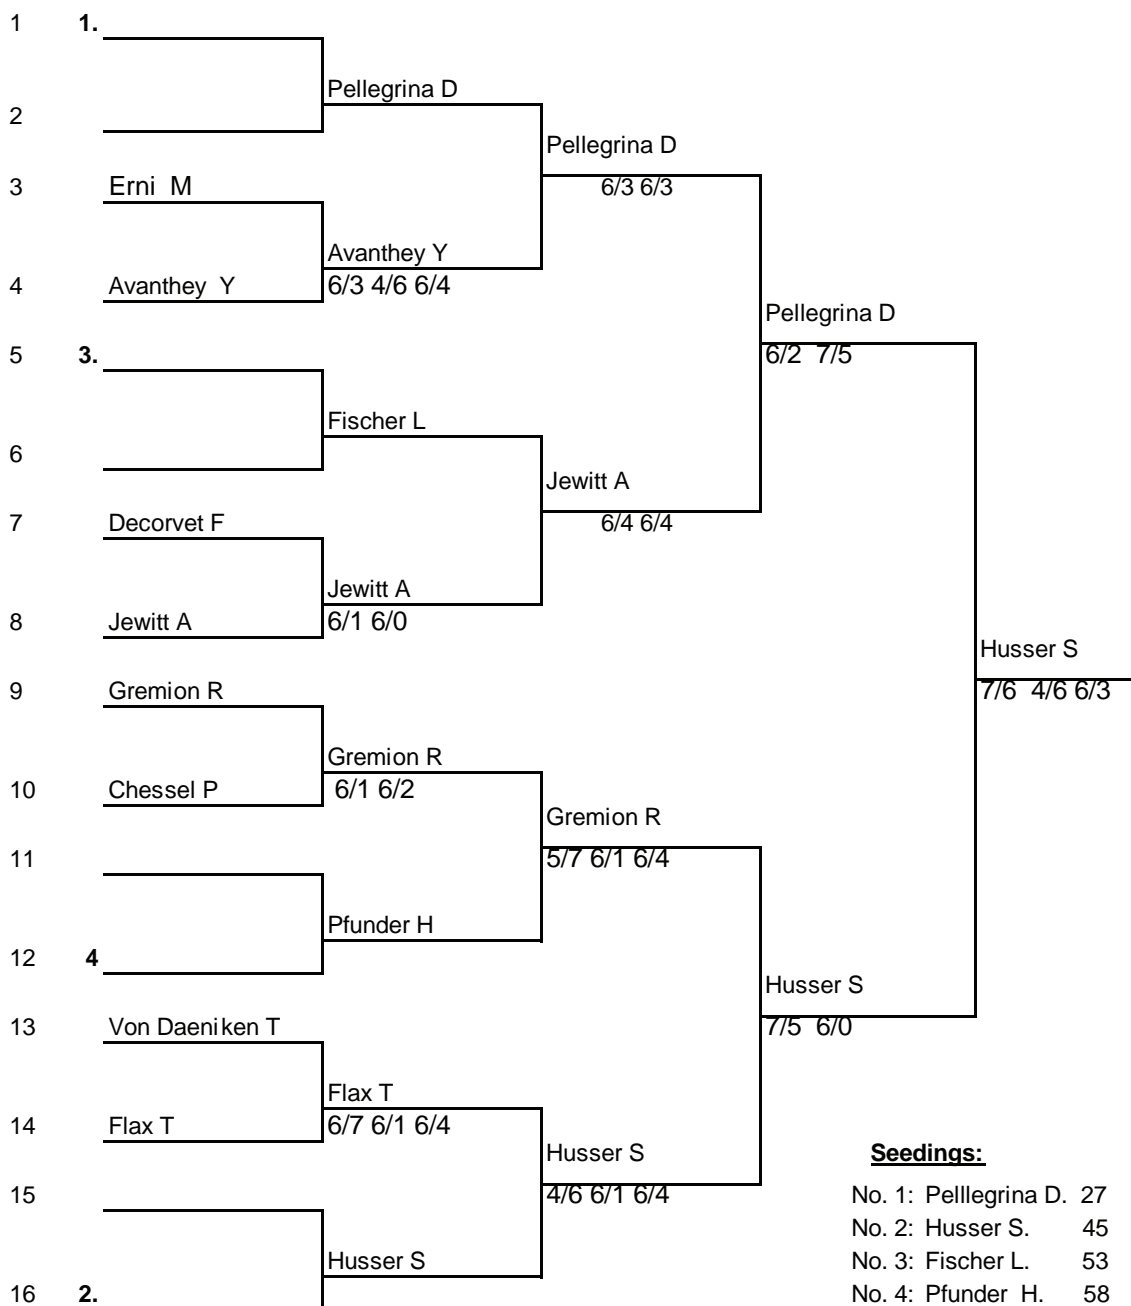 1 1.
Pellegrina D
2
Pellegrina D
3 Erni M 6/3 6/3
Avanthey Y
4 Avanthey Y 6/3 4/6 6/4
Pellegrina D
5 3. 6/2 7/5
Fischer L
6
Jewitt A
7 Decorvet F 6/4 6/4
Jewitt A
8 Jewitt A 6/1 6/0
Husser S
9 Gremion R 7/6 4/6 6/3
Gremion R
10 Chessel P 6/1 6/2
Gremion R
11 5/7 6/1 6/4
Pfunder H
12 4
Husser S
13 Von Daeniken T 7/5 6/0
Flax T
14 Flax T 6/7 6/1 6/4
Husser S Seedings:
15 4/6 6/1 6/4 No. 1: Pelllegrina D. 27
No. 2: Husser S. 45
Husser S No. 3: Fischer L. 53
16 2. No. 4: Pfunder H. 58